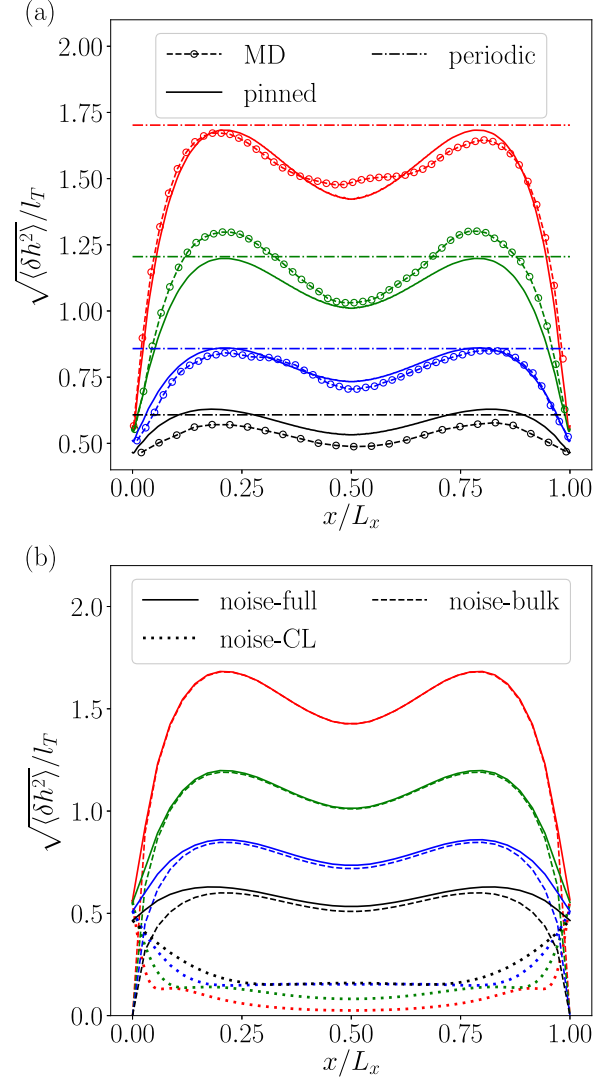 (a)
2.00
1.75
1.50
1.25
1.00
0.75
0.50
√⟨δh²⟩/l_T
MD
periodic
pinned
0.00 0.25 0.50 0.75 1.00
x/L_x
(b)
2.0
1.5
1.0
0.5
0.0
√⟨δh²⟩/l_T
noise-full
noise-bulk
noise-CL
0.00 0.25 0.50 0.75 1.00
x/L_x